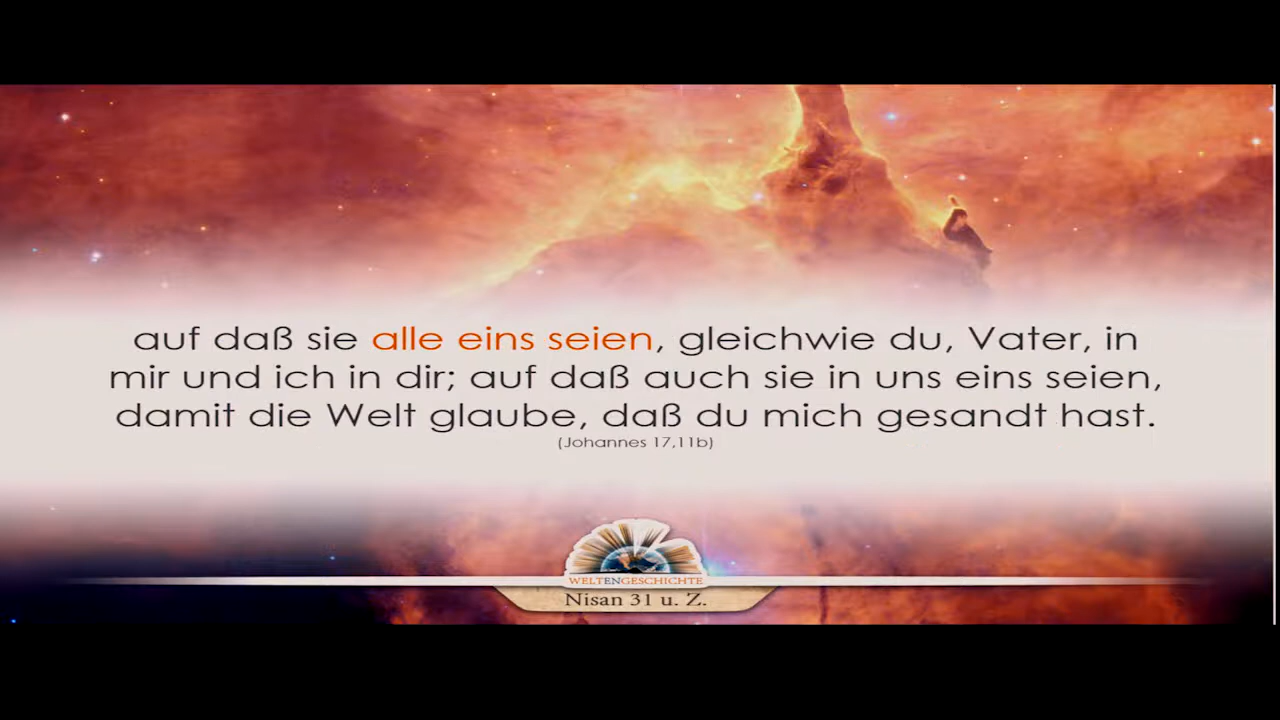 auf daß sie alle eins seien, gleichwie du, Vater, in
mir und ich in dir; auf daß auch sie in uns eins seien,
damit die Welt glaube, daß du mich gesandt hast.
(Johannes 17,11b)
WELTENGESCHICHTE
Nisan 31 u. Z.